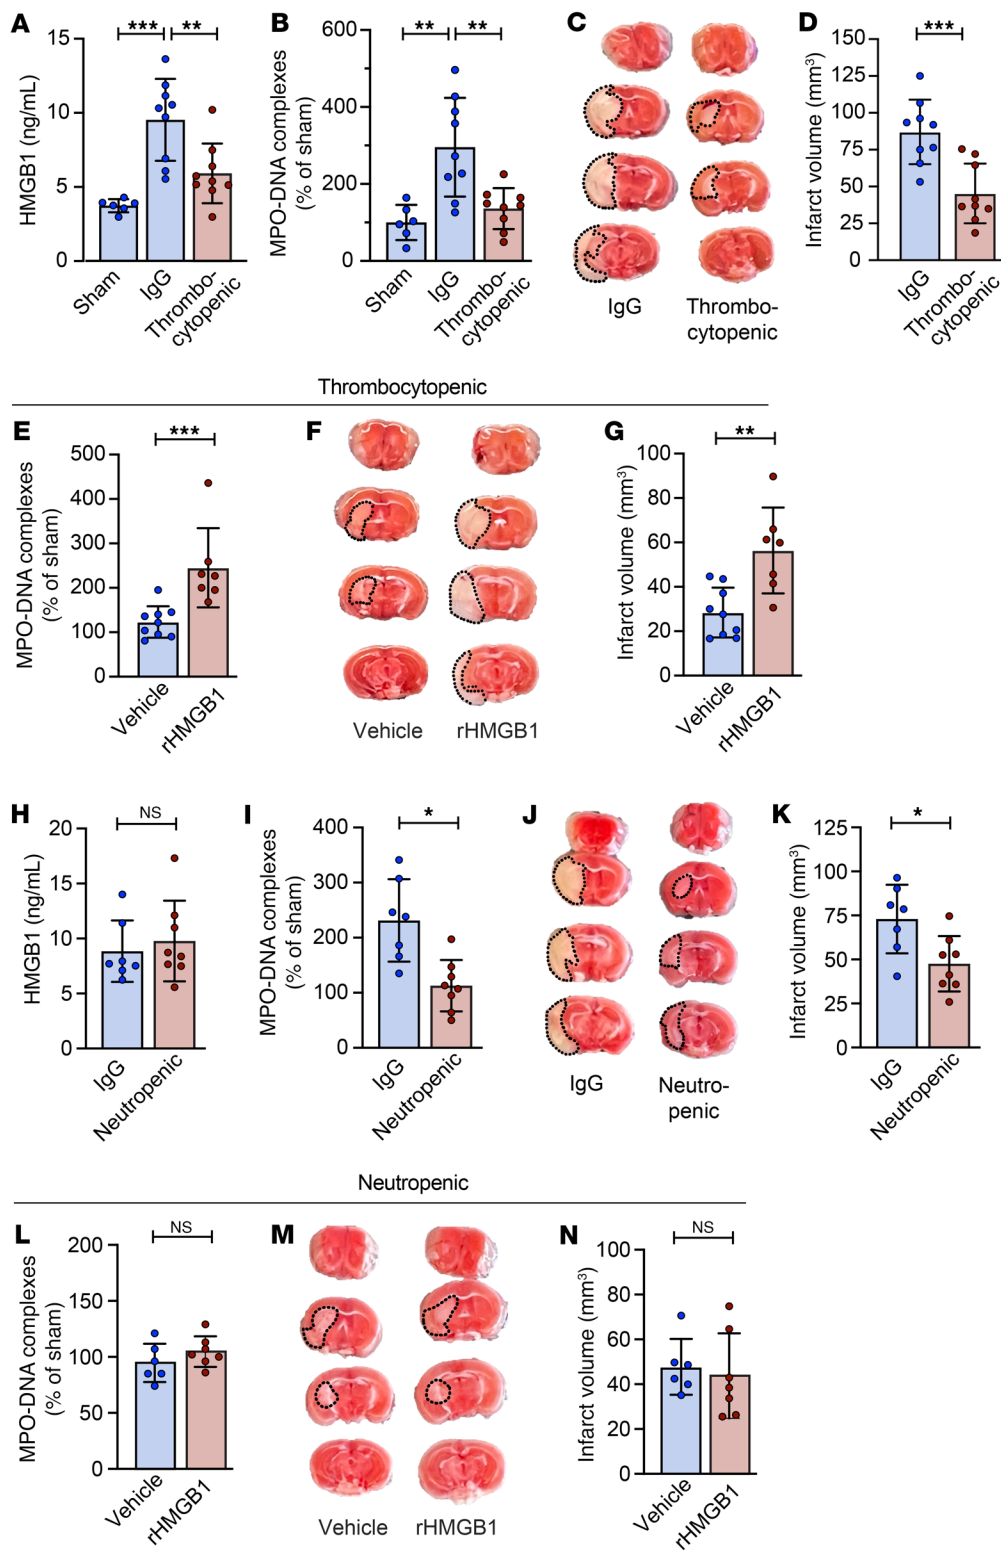 A
HMGB1 (ng/mL)
15
10
5
0
***
**
Sham
IgG
Thrombo-
cytopenic
B
MPO-DNA complexes
(% of sham)
600
400
200
0
**
**
Sham
IgG
Thrombo-
cytopenic
C
IgG
Thrombo-
cytopenic
D
Infarct volume (mm³)
150
125
100
75
50
25
0
***
IgG
Thrombo-
cytopenic
Thrombocytopenic
E
MPO-DNA complexes
(% of sham)
500
400
300
200
100
0
***
Vehicle
rHMGB1
F
Vehicle
rHMGB1
G
Infarct volume (mm³)
100
80
60
40
20
0
**
Vehicle
rHMGB1
H
HMGB1 (ng/mL)
20
15
10
5
0
NS
IgG
Neutropenic
I
MPO-DNA complexes
(% of sham)
400
300
200
100
0
*
IgG
Neutropenic
J
IgG
Neutro-
penic
K
Infarct volume (mm³)
125
100
75
50
25
0
*
IgG
Neutropenic
Neutropenic
L
MPO-DNA complexes
(% of sham)
200
150
100
50
0
NS
Vehicle
rHMGB1
M
Vehicle
rHMGB1
N
Infarct volume (mm³)
100
80
60
40
20
0
NS
Vehicle
rHMGB1